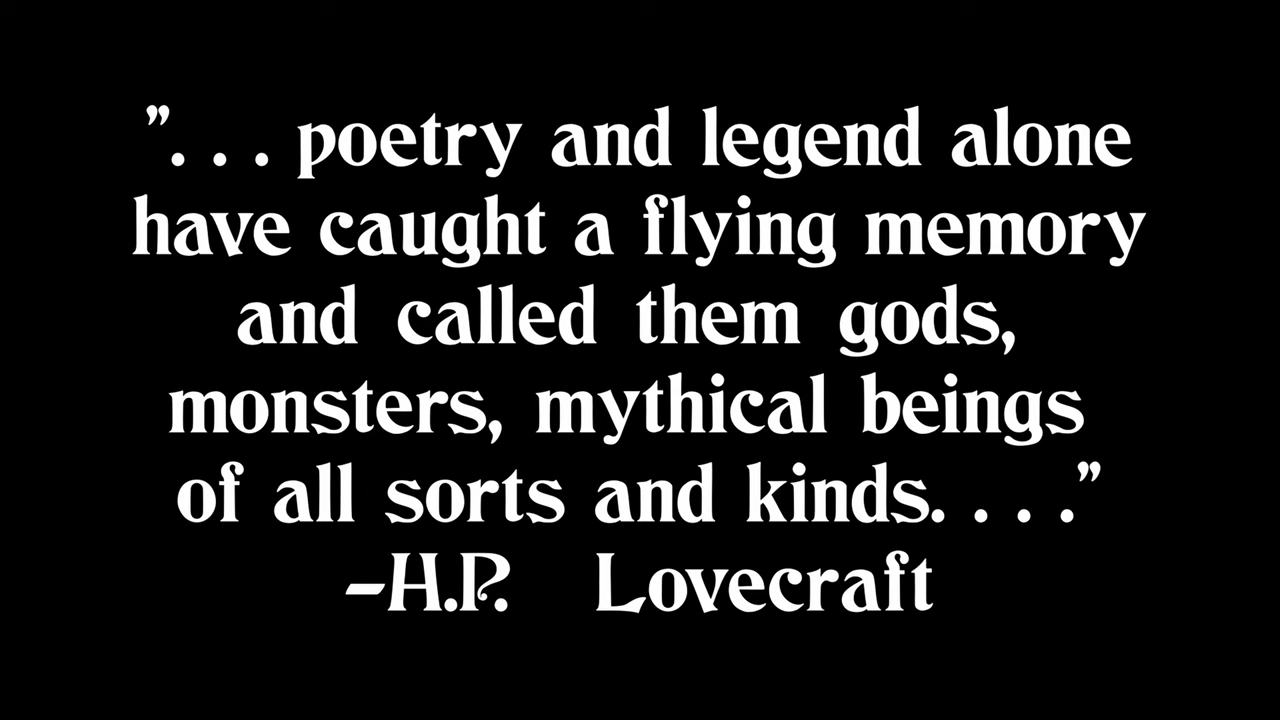 ”. . . poetry and legend alone
have caught a flying memory
and called them gods,
monsters, mythical beings
of all sorts and kinds. . . .”
–H.P. Lovecraft